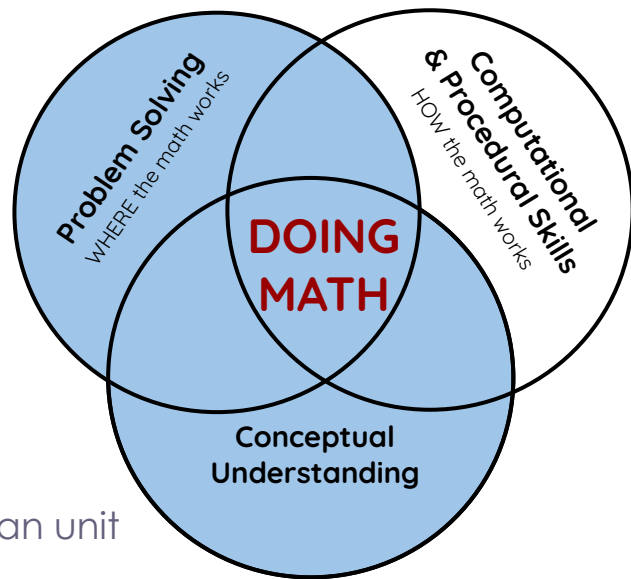 Problem Solving
WHERE the math works
Computational
& Procedural Skills
HOW the math works
DOING
MATH
Conceptual
Understanding
an unit